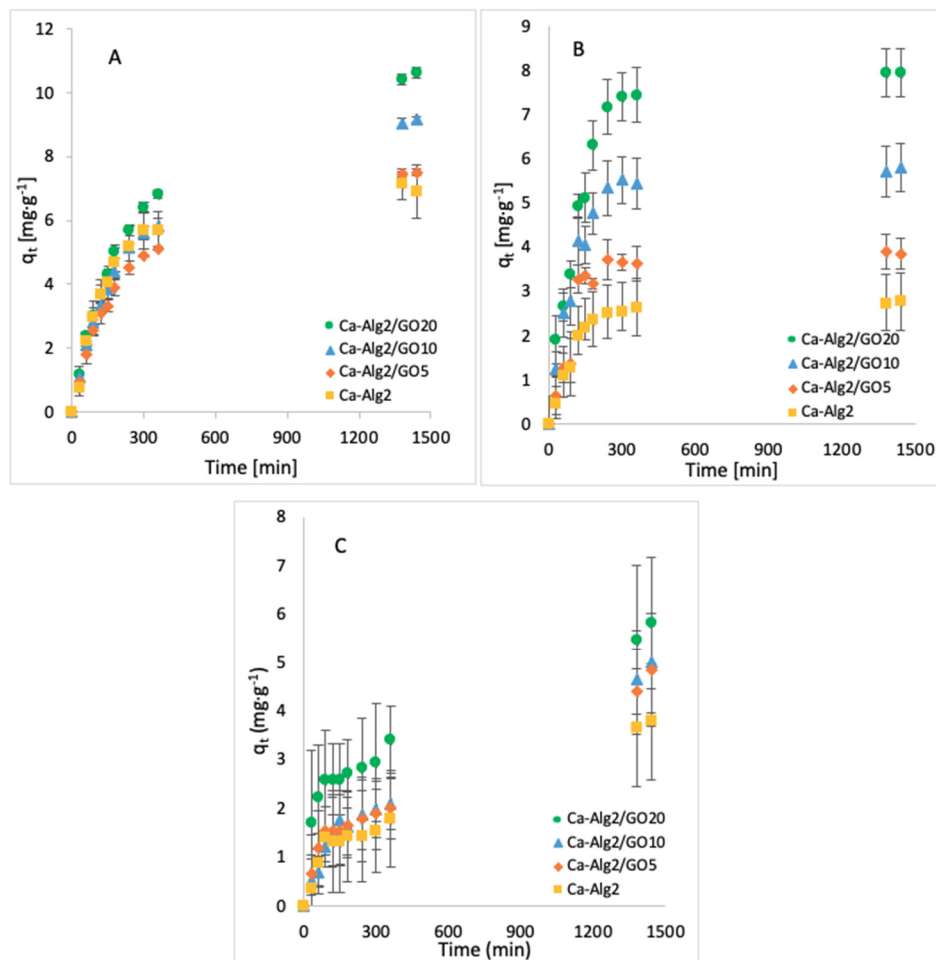 A
12
10
8
6
4
2
0
qt [mg·g-1]
Ca-Alg2/GO20
Ca-Alg2/GO10
Ca-Alg2/GO5
Ca-Alg2
0 300 600 900 1200 1500
Time [min]
B
9
8
7
6
5
4
3
2
1
0
qt [mg·g-1]
Ca-Alg2/GO20
Ca-Alg2/GO10
Ca-Alg2/GO5
Ca-Alg2
0 300 600 900 1200 1500
Time [min]
C
8
7
6
5
4
3
2
1
0
qt (mg·g-1)
Ca-Alg2/GO20
Ca-Alg2/GO10
Ca-Alg2/GO5
Ca-Alg2
0 300 600 900 1200 1500
Time (min)